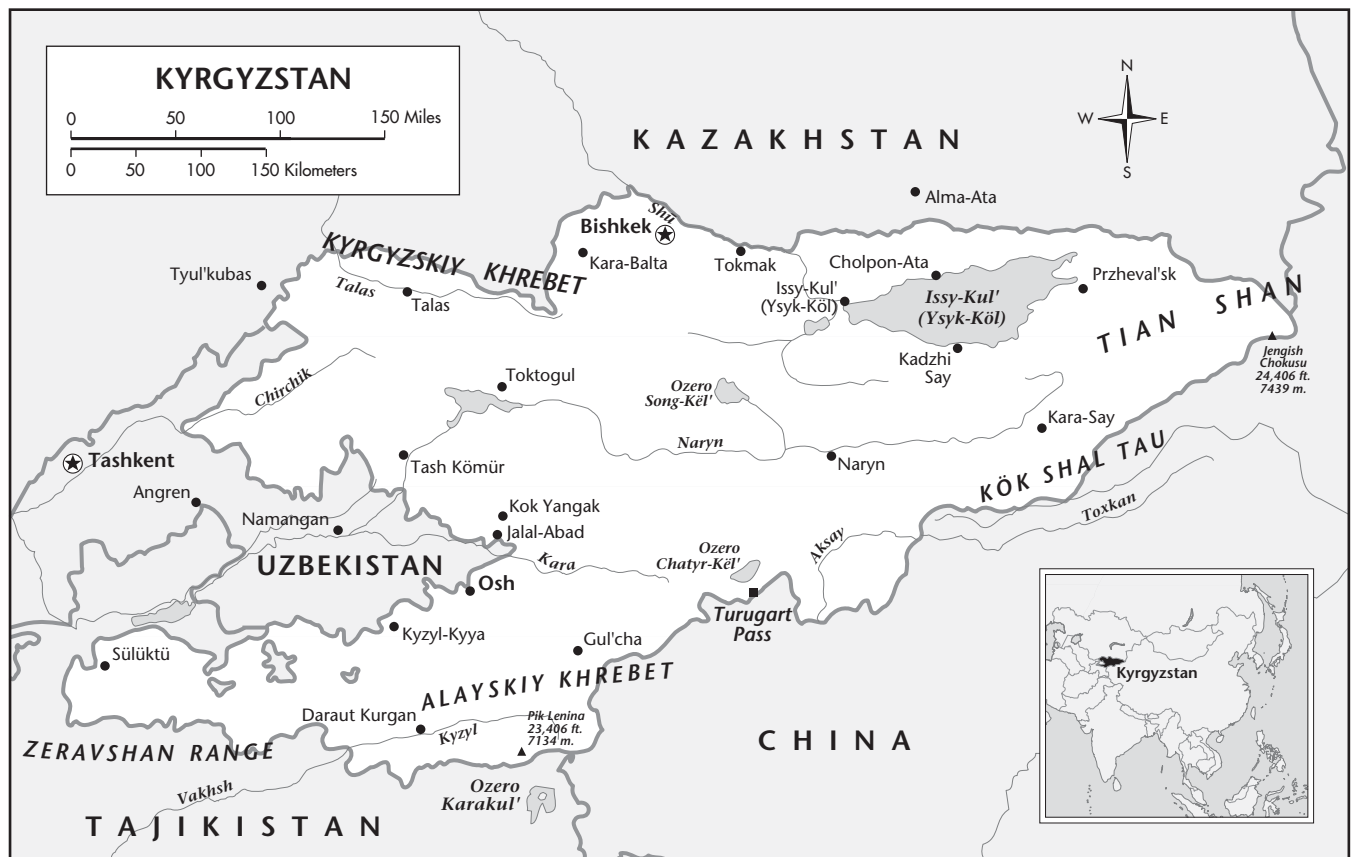 KYRGYZSTAN
0 50 100 150 Miles
0 50 100 150 Kilometers
N
W E
S
KAZAKHSTAN
Alma-Ata
Shu
Bishkek
KYRGYZSKIY KHREBET
Kara-Balta
Tokmak
Cholpon-Ata
Przheval'sk
Tyul'kubas
Talas
Talas
Issy-Kul'
(Ysyk-Köl)
Issy-Kul'
(Ysyk-Köl)
TIAN SHAN
Jengish
Chokusu
24,406 ft.
7439 m.
Kadzhi
Say
Chirchik
Toktogul
Ozero
Song-Kël'
Kara-Say
Naryn
Naryn
Tashkent
Tash Kömür
KÖK SHAL TAU
Angren
Toxkan
Namangan
Kok Yangak
Jalal-Abad
UZBEKISTAN
Kara
Ozero
Chatyr-Kël'
Aksay
Osh
Turugart
Pass
Kyzyl-Kyya
Gul'cha
Sülüktü
ALAYSKIY KHREBET
Daraut Kurgan
Kyzyl
Pik Lenina
23,406 ft.
7134 m.
ZERAVSHAN RANGE
CHINA
Vakhsh
Ozero
Karakul'
TAJIKISTAN
Kyrgyzstan